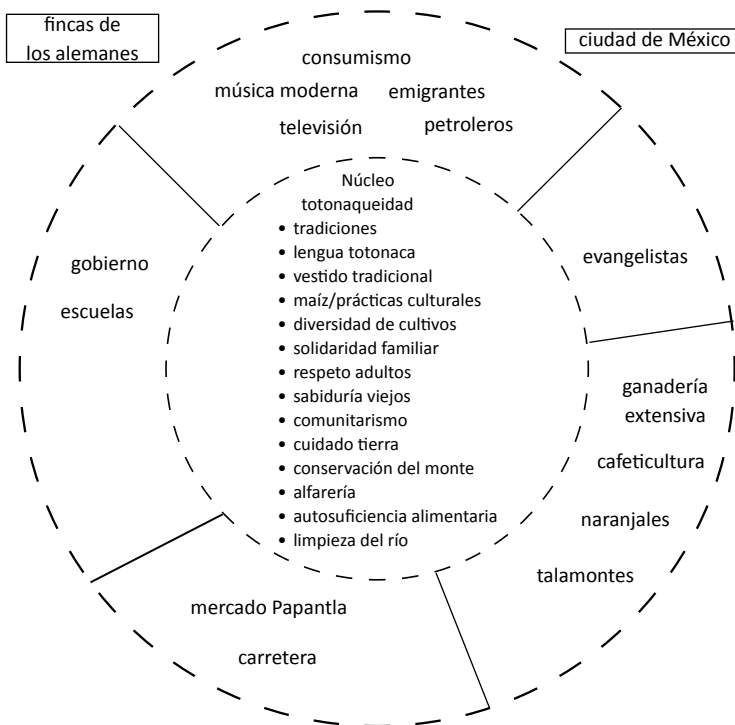 fincas de
los alemanes
ciudad de México
consumismo
música moderna emigrantes
televisión petroleros
gobierno
escuelas
Núcleo
totonaqueidad
• tradiciones
• lengua totonaca
• vestido tradicional
• maíz/prácticas culturales
• diversidad de cultivos
• solidaridad familiar
• respeto adultos
• sabiduría viejos
• comunitarismo
• cuidado tierra
• conservación del monte
• alfarería
• autosuficiencia alimentaria
• limpieza del río
evangelistas
ganadería
extensiva
cafeticultura
naranjales
talamontes
mercado Papantla
carretera